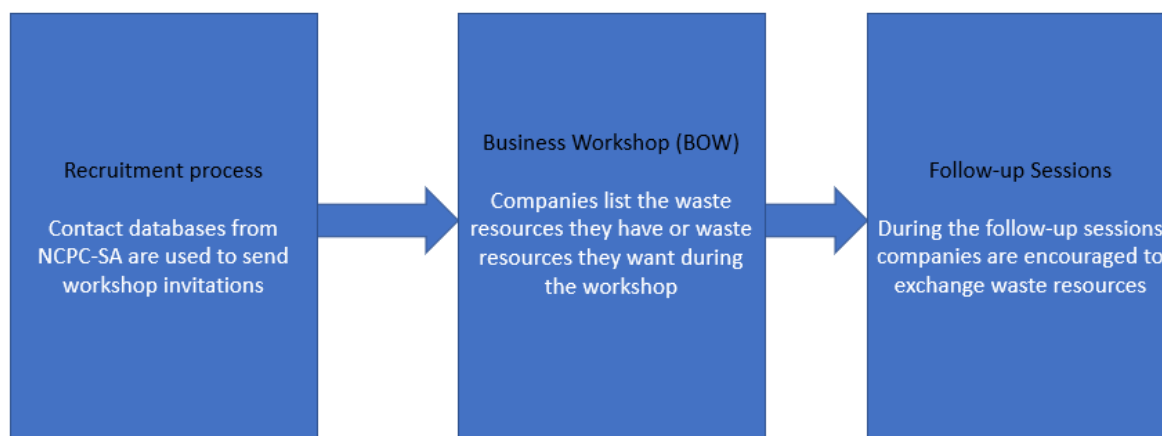 Recruitment process
Contact databases from
NCPC-SA are used to send
workshop invitations
Business Workshop (BOW)
Companies list the waste
resources they have or waste
resources they want during
the workshop
Follow-up Sessions
During the follow-up sessions
companies are encouraged to
exchange waste resources